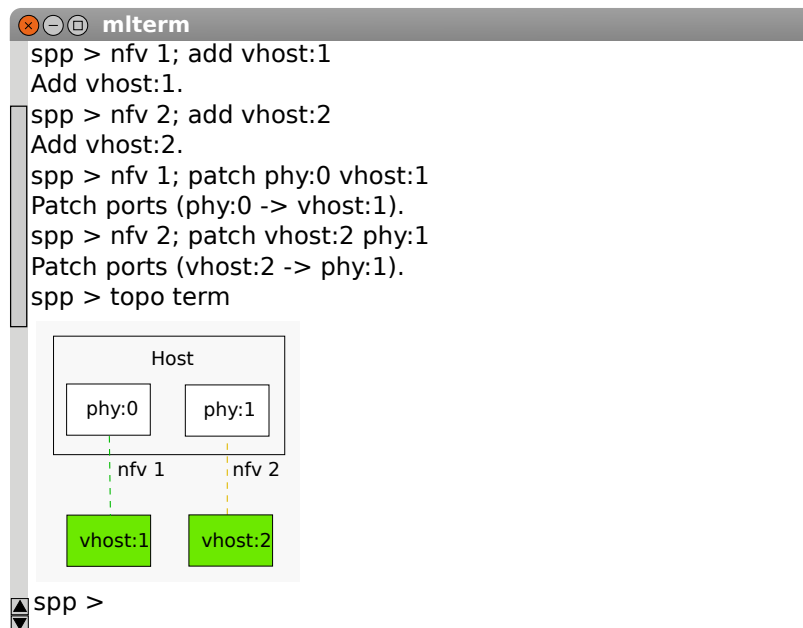 mlterm
spp > nfv 1; add vhost:1
Add vhost:1.
spp > nfv 2; add vhost:2
Add vhost:2.
spp > nfv 1; patch phy:0 vhost:1
Patch ports (phy:0 -> vhost:1).
spp > nfv 2; patch vhost:2 phy:1
Patch ports (vhost:2 -> phy:1).
spp > topo term
Host
phy:0 phy:1
nfv 1 nfv 2
vhost:1 vhost:2
spp >